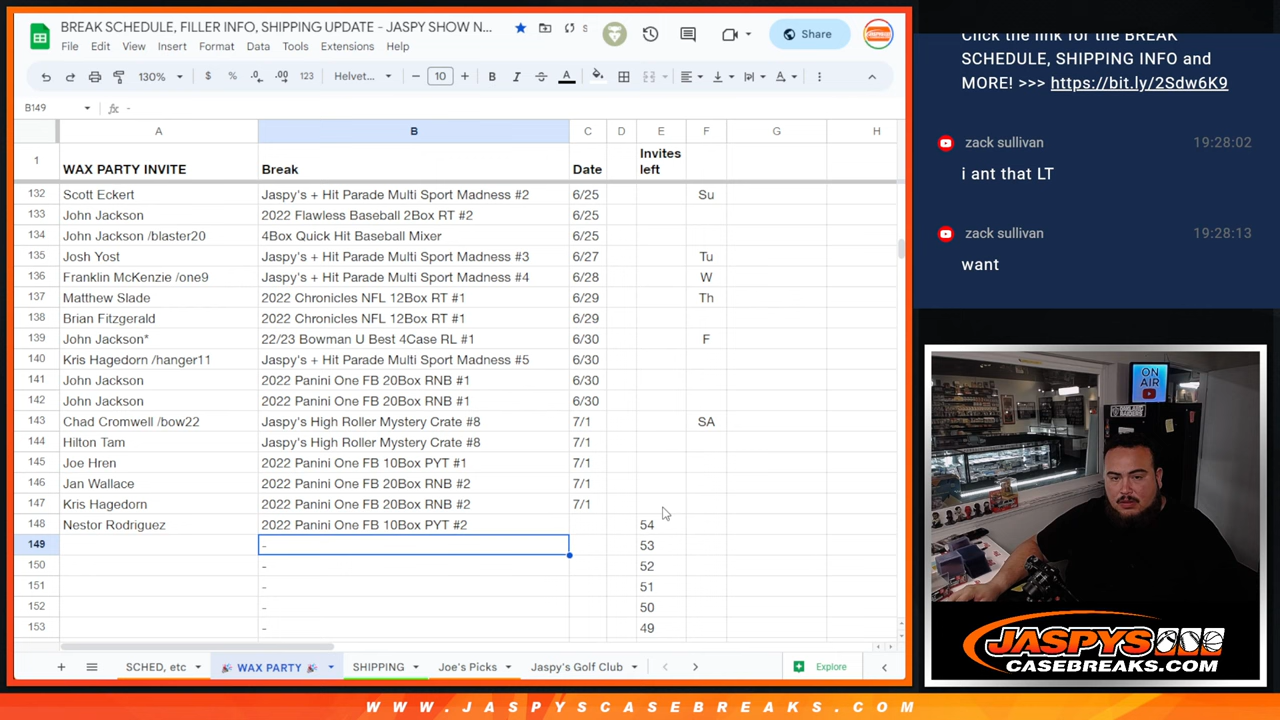 BREAK SCHEDULE, FILLER INFO, SHIPPING UPDATE - JASPY SHOW N...
File Edit View Insert Format Data Tools Extensions Help
Share
130% $ % .0 .00 123 Helvet... 10 B I A
B149 fx -
A B C D E F G H
1 WAX PARTY INVITE Break Date Invites left
132 Scott Eckert Jaspy's + Hit Parade Multi Sport Madness #2 6/25 Su
133 John Jackson 2022 Flawless Baseball 2Box RT #2 6/25
134 John Jackson /blaster20 4Box Quick Hit Baseball Mixer 6/25
135 Josh Yost Jaspy's + Hit Parade Multi Sport Madness #3 6/27 Tu
136 Franklin McKenzie /one9 Jaspy's + Hit Parade Multi Sport Madness #4 6/28 W
137 Matthew Slade 2022 Chronicles NFL 12Box RT #1 6/29 Th
138 Brian Fitzgerald 2022 Chronicles NFL 12Box RT #1 6/29
139 John Jackson* 22/23 Bowman U Best 4Case RL #1 6/30 F
140 Kris Hagedorn /hanger11 Jaspy's + Hit Parade Multi Sport Madness #5 6/30
141 John Jackson 2022 Panini One FB 20Box RNB #1 6/30
142 John Jackson 2022 Panini One FB 20Box RNB #1 6/30
143 Chad Cromwell /bow22 Jaspy's High Roller Mystery Crate #8 7/1 SA
144 Hilton Tam Jaspy's High Roller Mystery Crate #8 7/1
145 Joe Hren 2022 Panini One FB 10Box PYT #1 7/1
146 Jan Wallace 2022 Panini One FB 20Box RNB #2 7/1
147 Kris Hagedorn 2022 Panini One FB 20Box RNB #2 7/1
148 Nestor Rodriguez 2022 Panini One FB 10Box PYT #2 54
149 - 53
150 - 52
151 - 51
152 - 50
153 - 49
SCHED, etc WAX PARTY SHIPPING Joe's Picks Jaspy's Golf Club Explore
Click the link for the BREAK
SCHEDULE, SHIPPING INFO and
MORE! >>> https://bit.ly/2Sdw6K9
zack sullivan 19:28:02
i ant that LT
zack sullivan 19:28:13
want
ON
AIR
JASPYS
CASEBREAKS.COM
WWW.JASPYSCASEBREAKS.COM